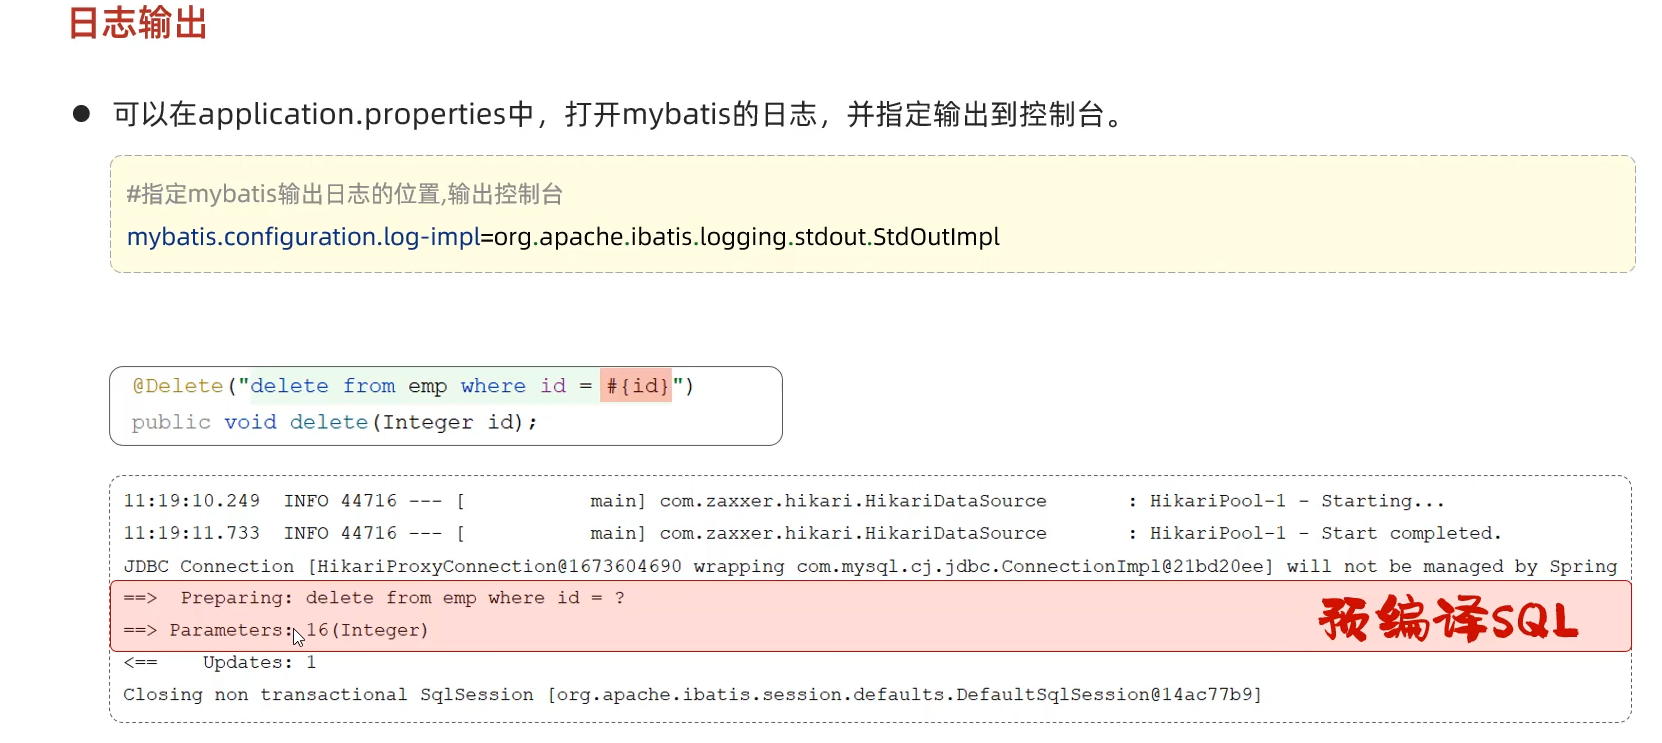 日志输出
● 可以在application.properties中，打开mybatis的日志，并指定输出到控制台。
#指定mybatis输出日志的位置,输出控制台
mybatis.configuration.log-impl=org.apache.ibatis.logging.stdout.StdOutImpl
@Delete("delete from emp where id = #{id}")
public void delete(Integer id);
11:19:10.249  INFO 44716 --- [           main] com.zaxxer.hikari.HikariDataSource       : HikariPool-1 - Starting...
11:19:11.733  INFO 44716 --- [           main] com.zaxxer.hikari.HikariDataSource       : HikariPool-1 - Start completed.
JDBC Connection [HikariProxyConnection@1673604690 wrapping com.mysql.cj.jdbc.ConnectionImpl@21bd20ee] will not be managed by Spring
==>  Preparing: delete from emp where id = ?
==> Parameters: 16(Integer)
预编译SQL
<==    Updates: 1
Closing non transactional SqlSession [org.apache.ibatis.session.defaults.DefaultSqlSession@14ac77b9]